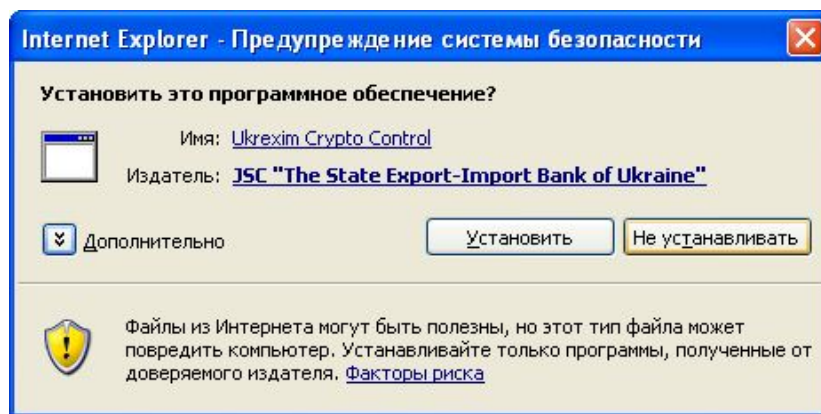 Internet Explorer - Предупреждение системы безопасности
Установить это программное обеспечение?
Имя: Ukrexim Crypto Control
Издатель: JSC "The State Export-Import Bank of Ukraine"
Дополнительно
Установить
Не устанавливать
Файлы из Интернета могут быть полезны, но этот тип файла может
повредить компьютер. Устанавливайте только программы, полученные от
доверяемого издателя. Факторы риска